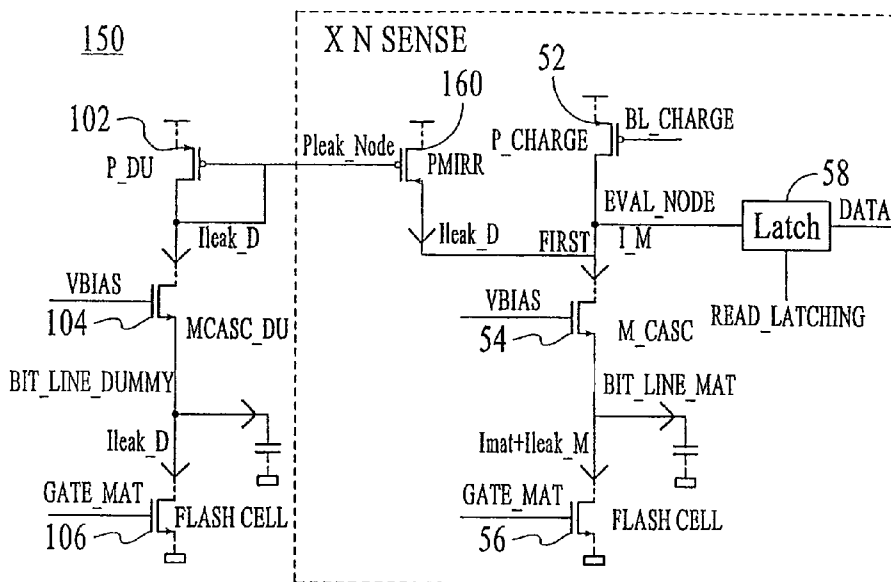 150
X N SENSE
52
160
102
BL_CHARGE
P_CHARGE
Pleak_Node
P_DU
PMIRR
58
EVAL_NODE
Latch
DATA
Ileak_D
Ileak_D
FIRST
I_M
VBIAS
VBIAS
READ_LATCHING
104
MCASC_DU
54
M_CASC
BIT_LINE_DUMMY
BIT_LINE_MAT
Ileak_D
Imat+Ileak_M
GATE_MAT
GATE_MAT
FLASH CELL
FLASH CELL
106
56